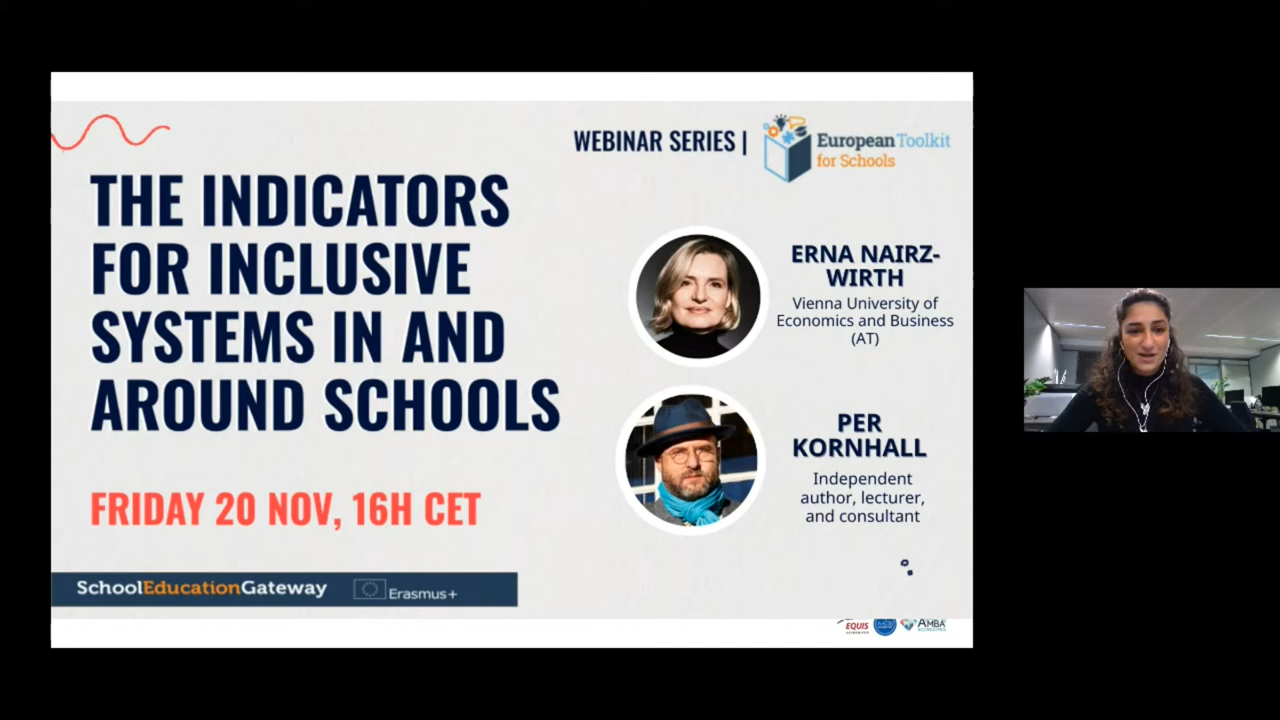 WEBINAR SERIES |
European Toolkit
for Schools
THE INDICATORS
FOR INCLUSIVE
SYSTEMS IN AND
AROUND SCHOOLS
FRIDAY 20 NOV, 16H CET
ERNA NAIRZ-
WIRTH
Vienna University of
Economics and Business
(AT)
PER
KORNHALL
Independent
author, lecturer,
and consultant
SchoolEducationGateway
Erasmus+
EQUIS
AMBA